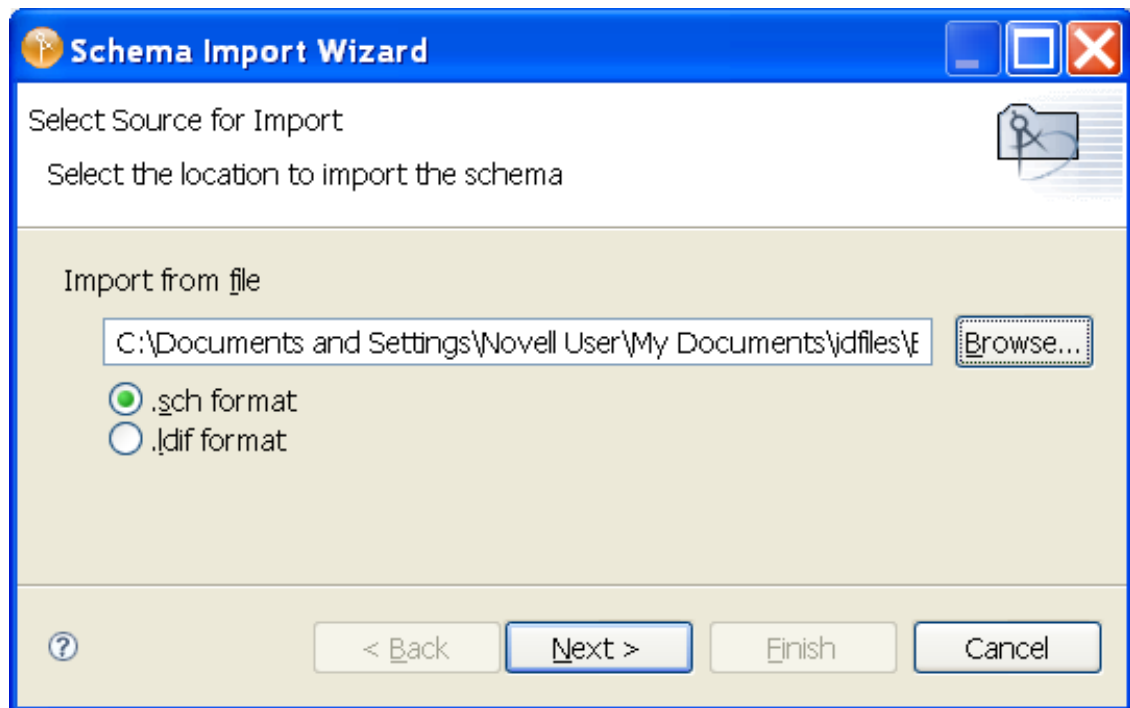 Schema Import Wizard
Select Source for Import
Select the location to import the schema
Import from file
C:\Documents and Settings\Novell User\My Documents\idfiles\E Browse...
.sch format
.ldif format
? < Back Next > Finish Cancel